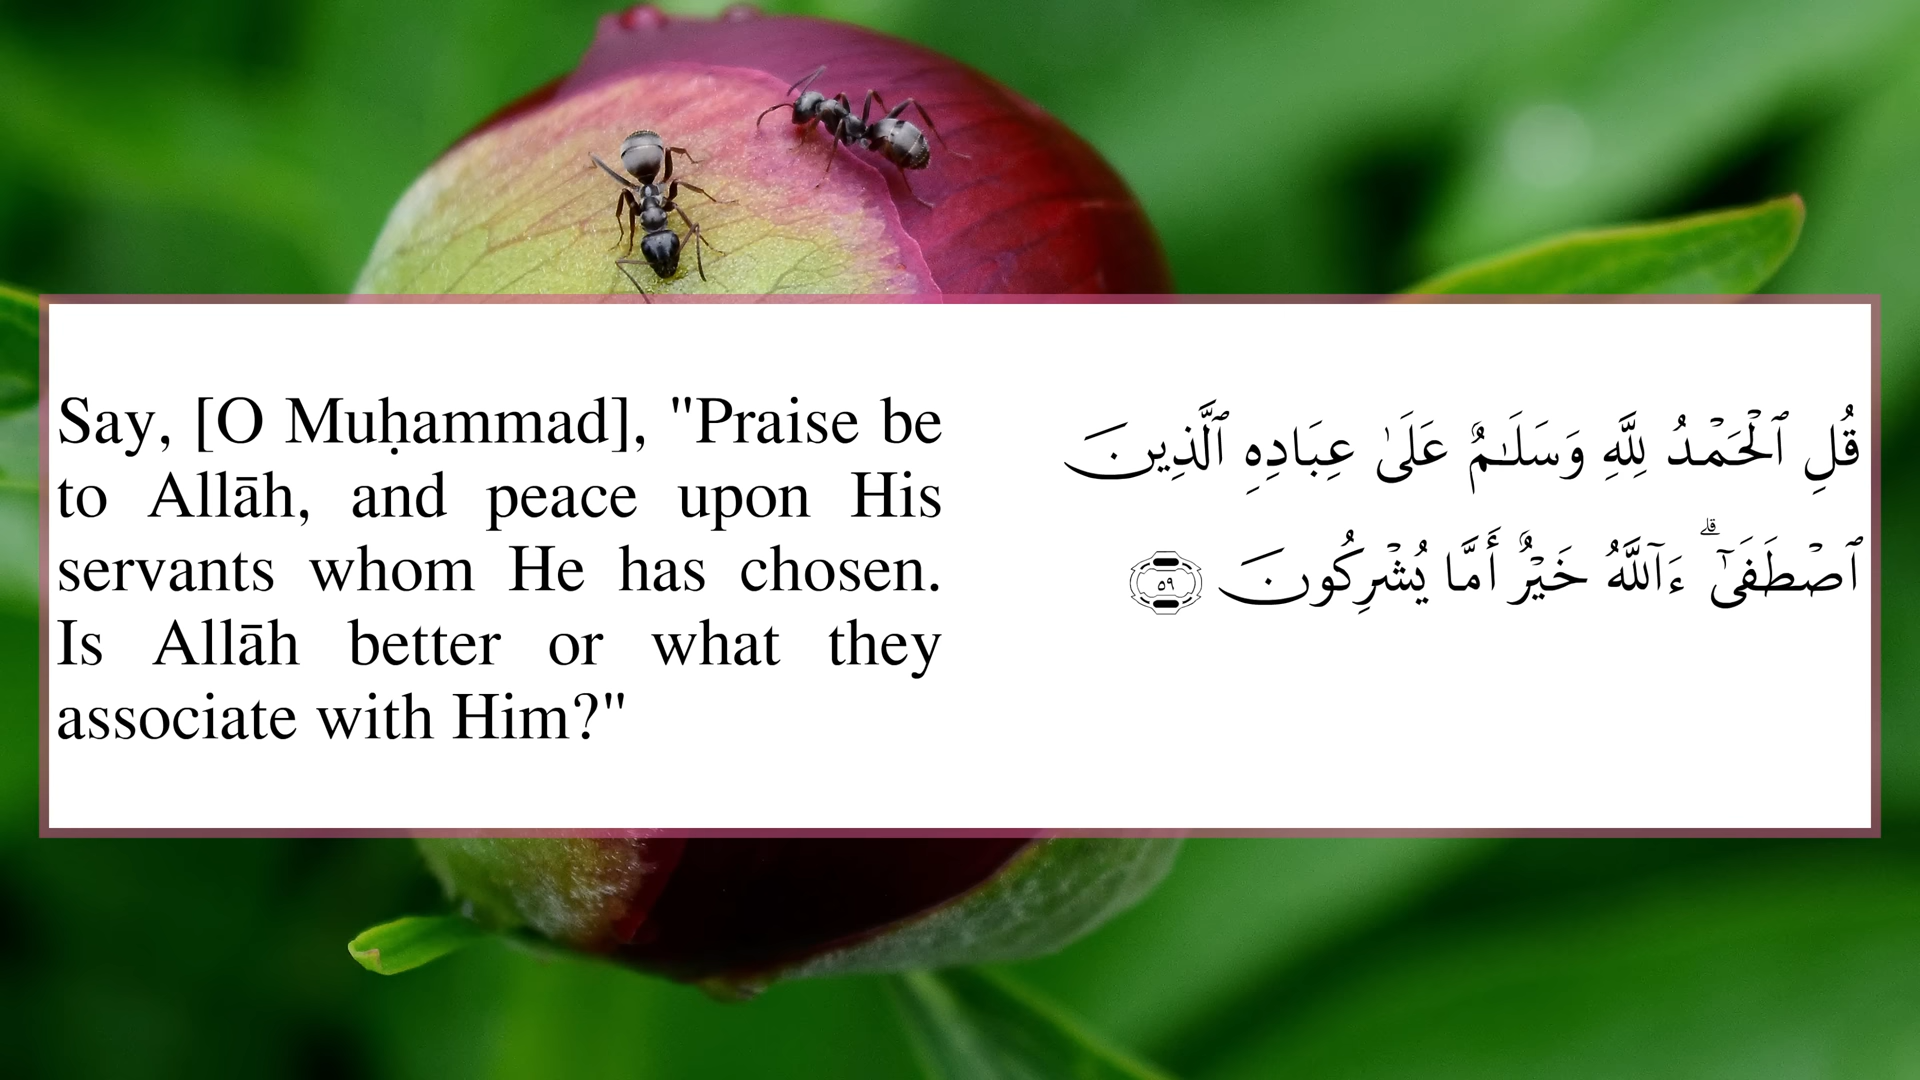 Say, [O Muḥammad], "Praise be
to Allāh, and peace upon His
servants whom He has chosen.
Is Allāh better or what they
associate with Him?"
قُلِ ٱلْحَمْدُ لِلَّهِ وَسَلَـٰمٌ عَلَىٰ عِبَادِهِ ٱلَّذِينَ
ٱصْطَفَىٰٓ ۗ ءَآللَّهُ خَيْرٌ أَمَّا يُشْرِكُونَ ٥٩